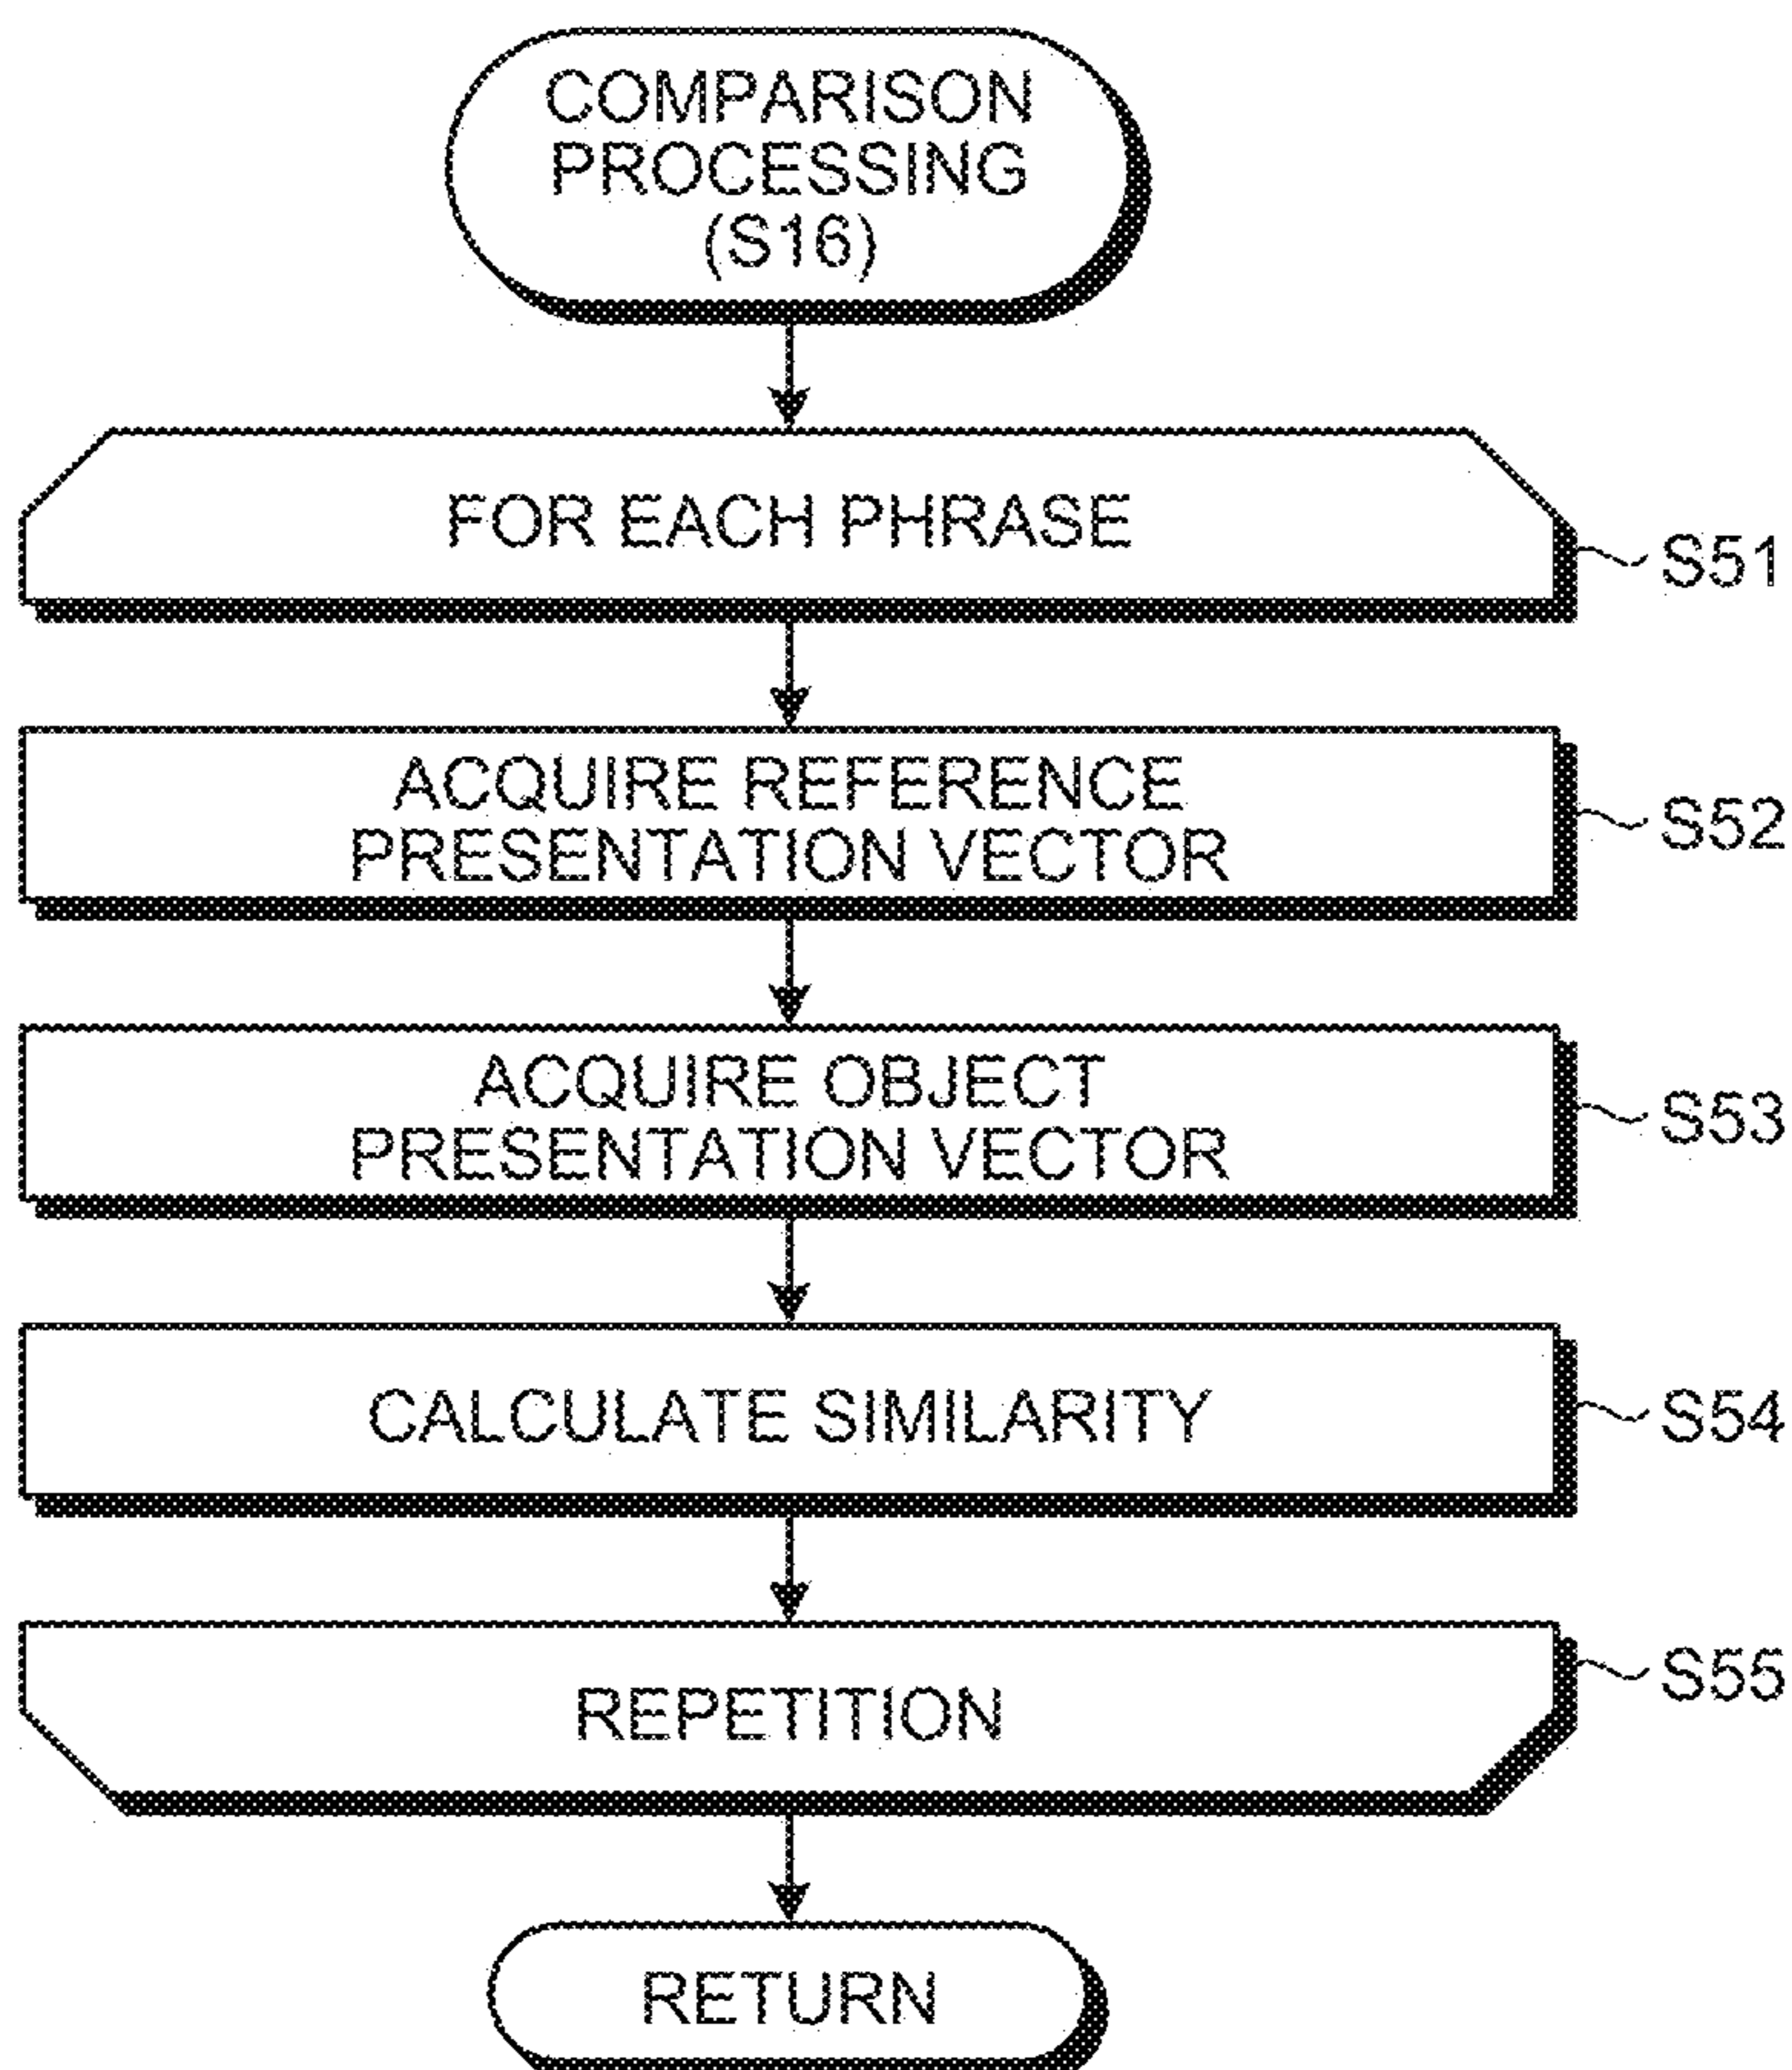 COMPARISON
PROCESSING
(S16)
FOR EACH PHRASE
S51
ACQUIRE REFERENCE
PRESENTATION VECTOR
S52
ACQUIRE OBJECT
PRESENTATION VECTOR
S53
CALCULATE SIMILARITY
S54
REPETITION
S55
RETURN